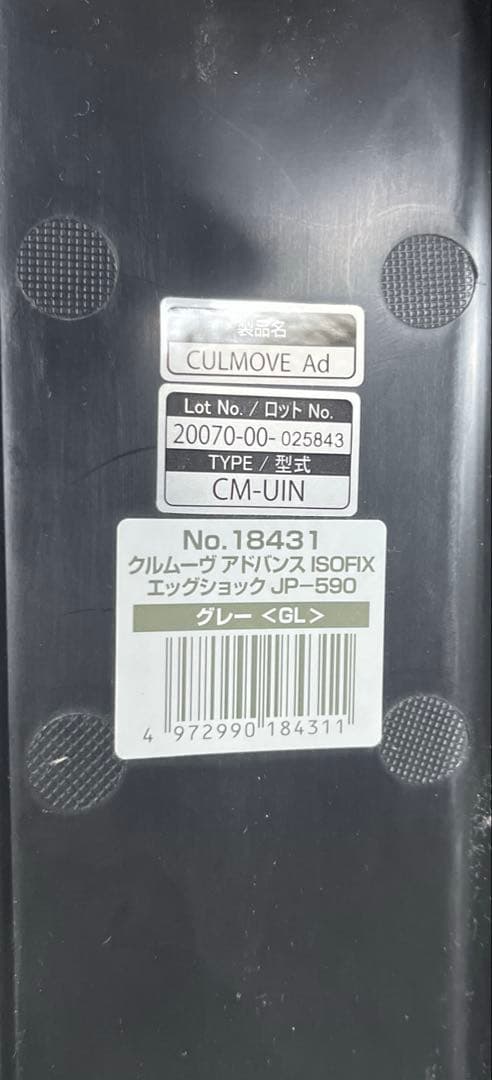 製品名
CULMOVE Ad
Lot No. / ロット No.
20070-00-025843
TYPE / 型式
CM-UIN
No.18431
クルムーヴ アドバンス ISOFIX
エッグショック JP-590
グレー <GL>
4 972990 184311